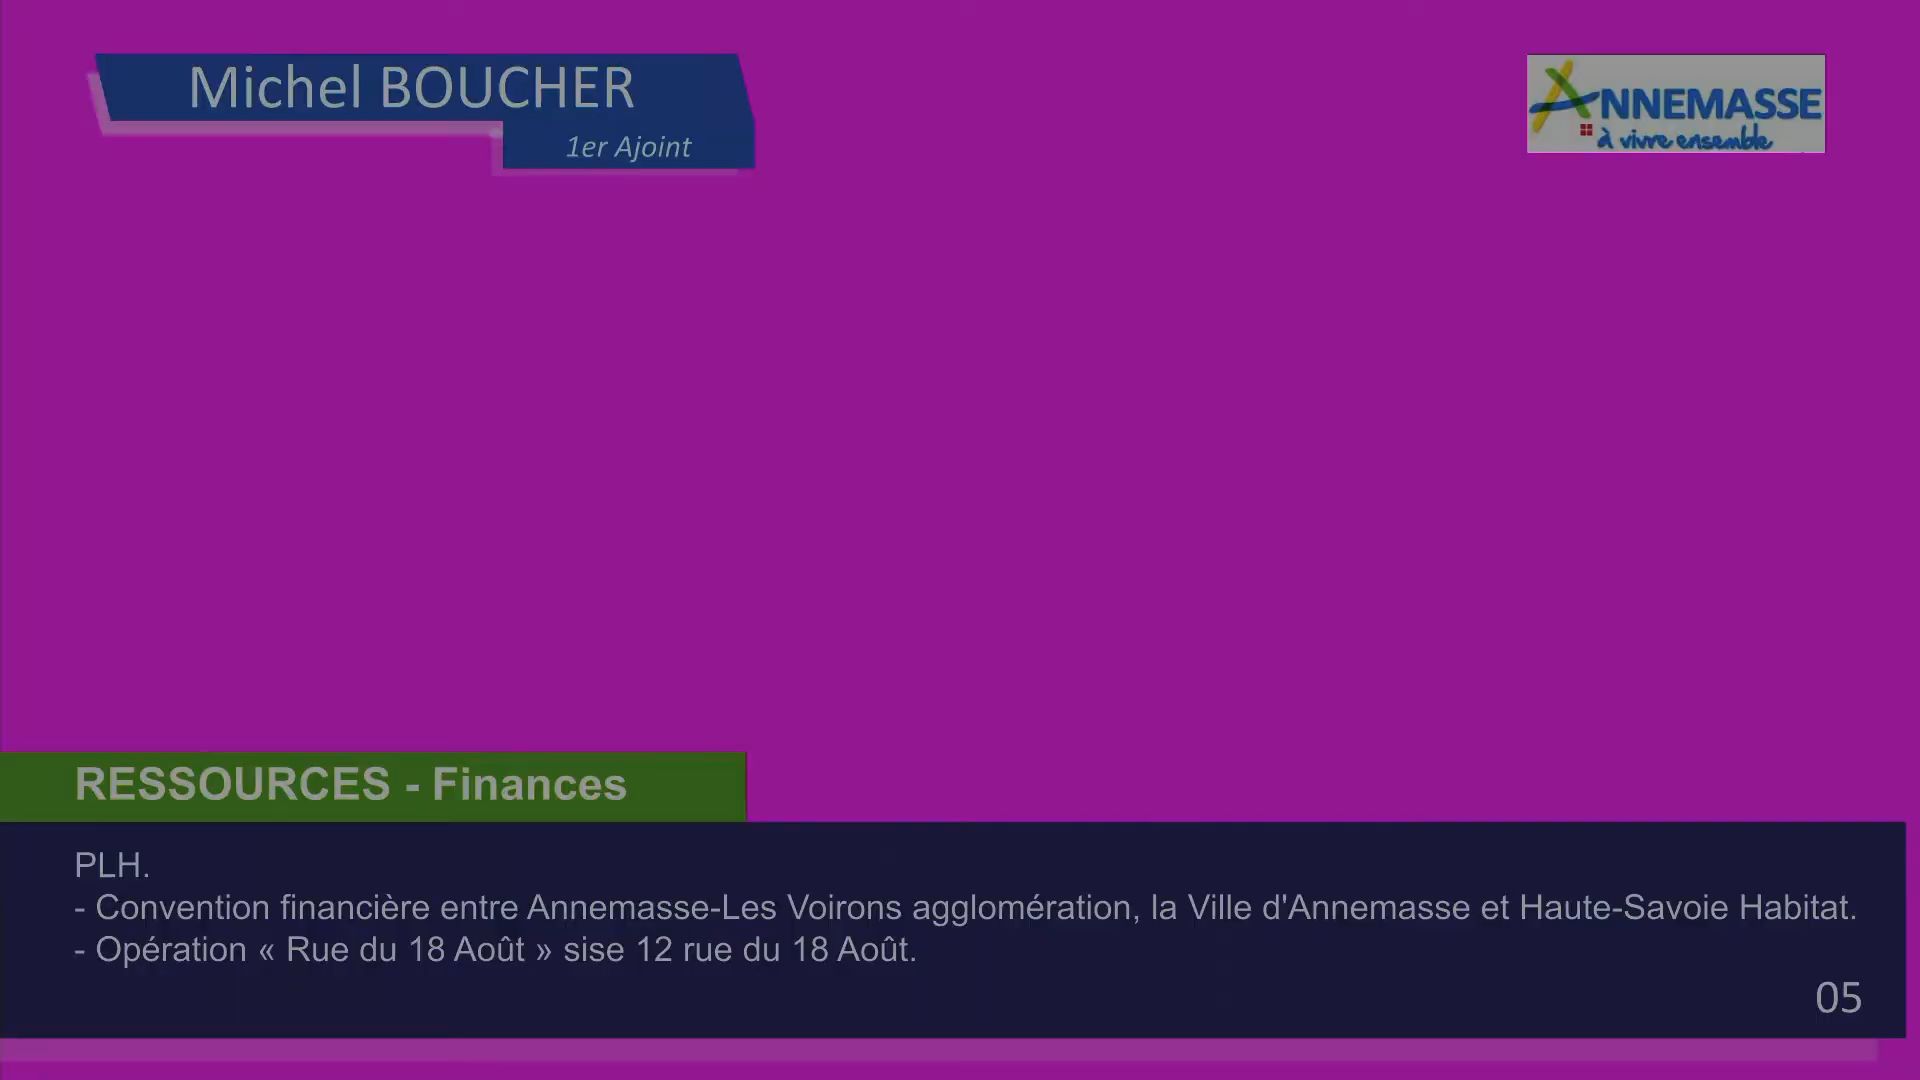 Michel BOUCHER
1er Ajoint
ANNEMASSE
à vivre ensemble
RESSOURCES - Finances
PLH.
- Convention financière entre Annemasse-Les Voirons agglomération, la Ville d'Annemasse et Haute-Savoie Habitat.
- Opération « Rue du 18 Août » sise 12 rue du 18 Août.
05